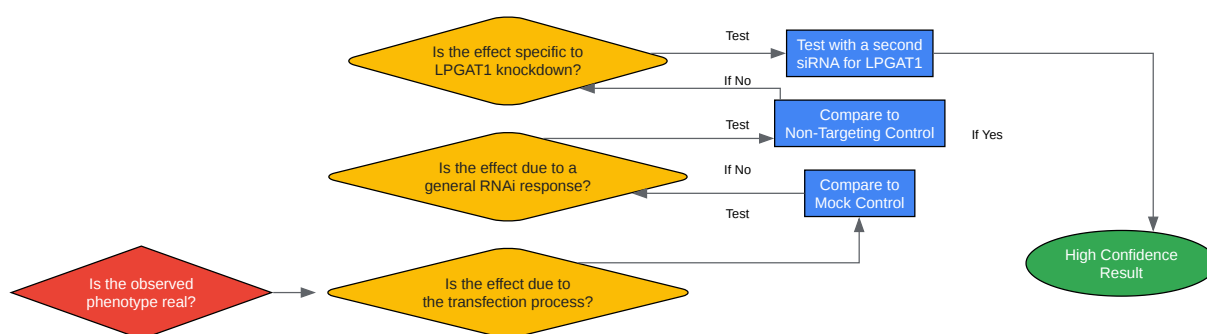 Is the effect specific to
LPGAT1 knockdown?
Test
Test with a second
siRNA for LPGAT1
If No
Compare to
Non-Targeting Control
Test
If Yes
Is the effect due to a
general RNAi response?
If No
Compare to
Mock Control
Test
Is the observed
phenotype real?
Is the effect due to
the transfection process?
High Confidence
Result